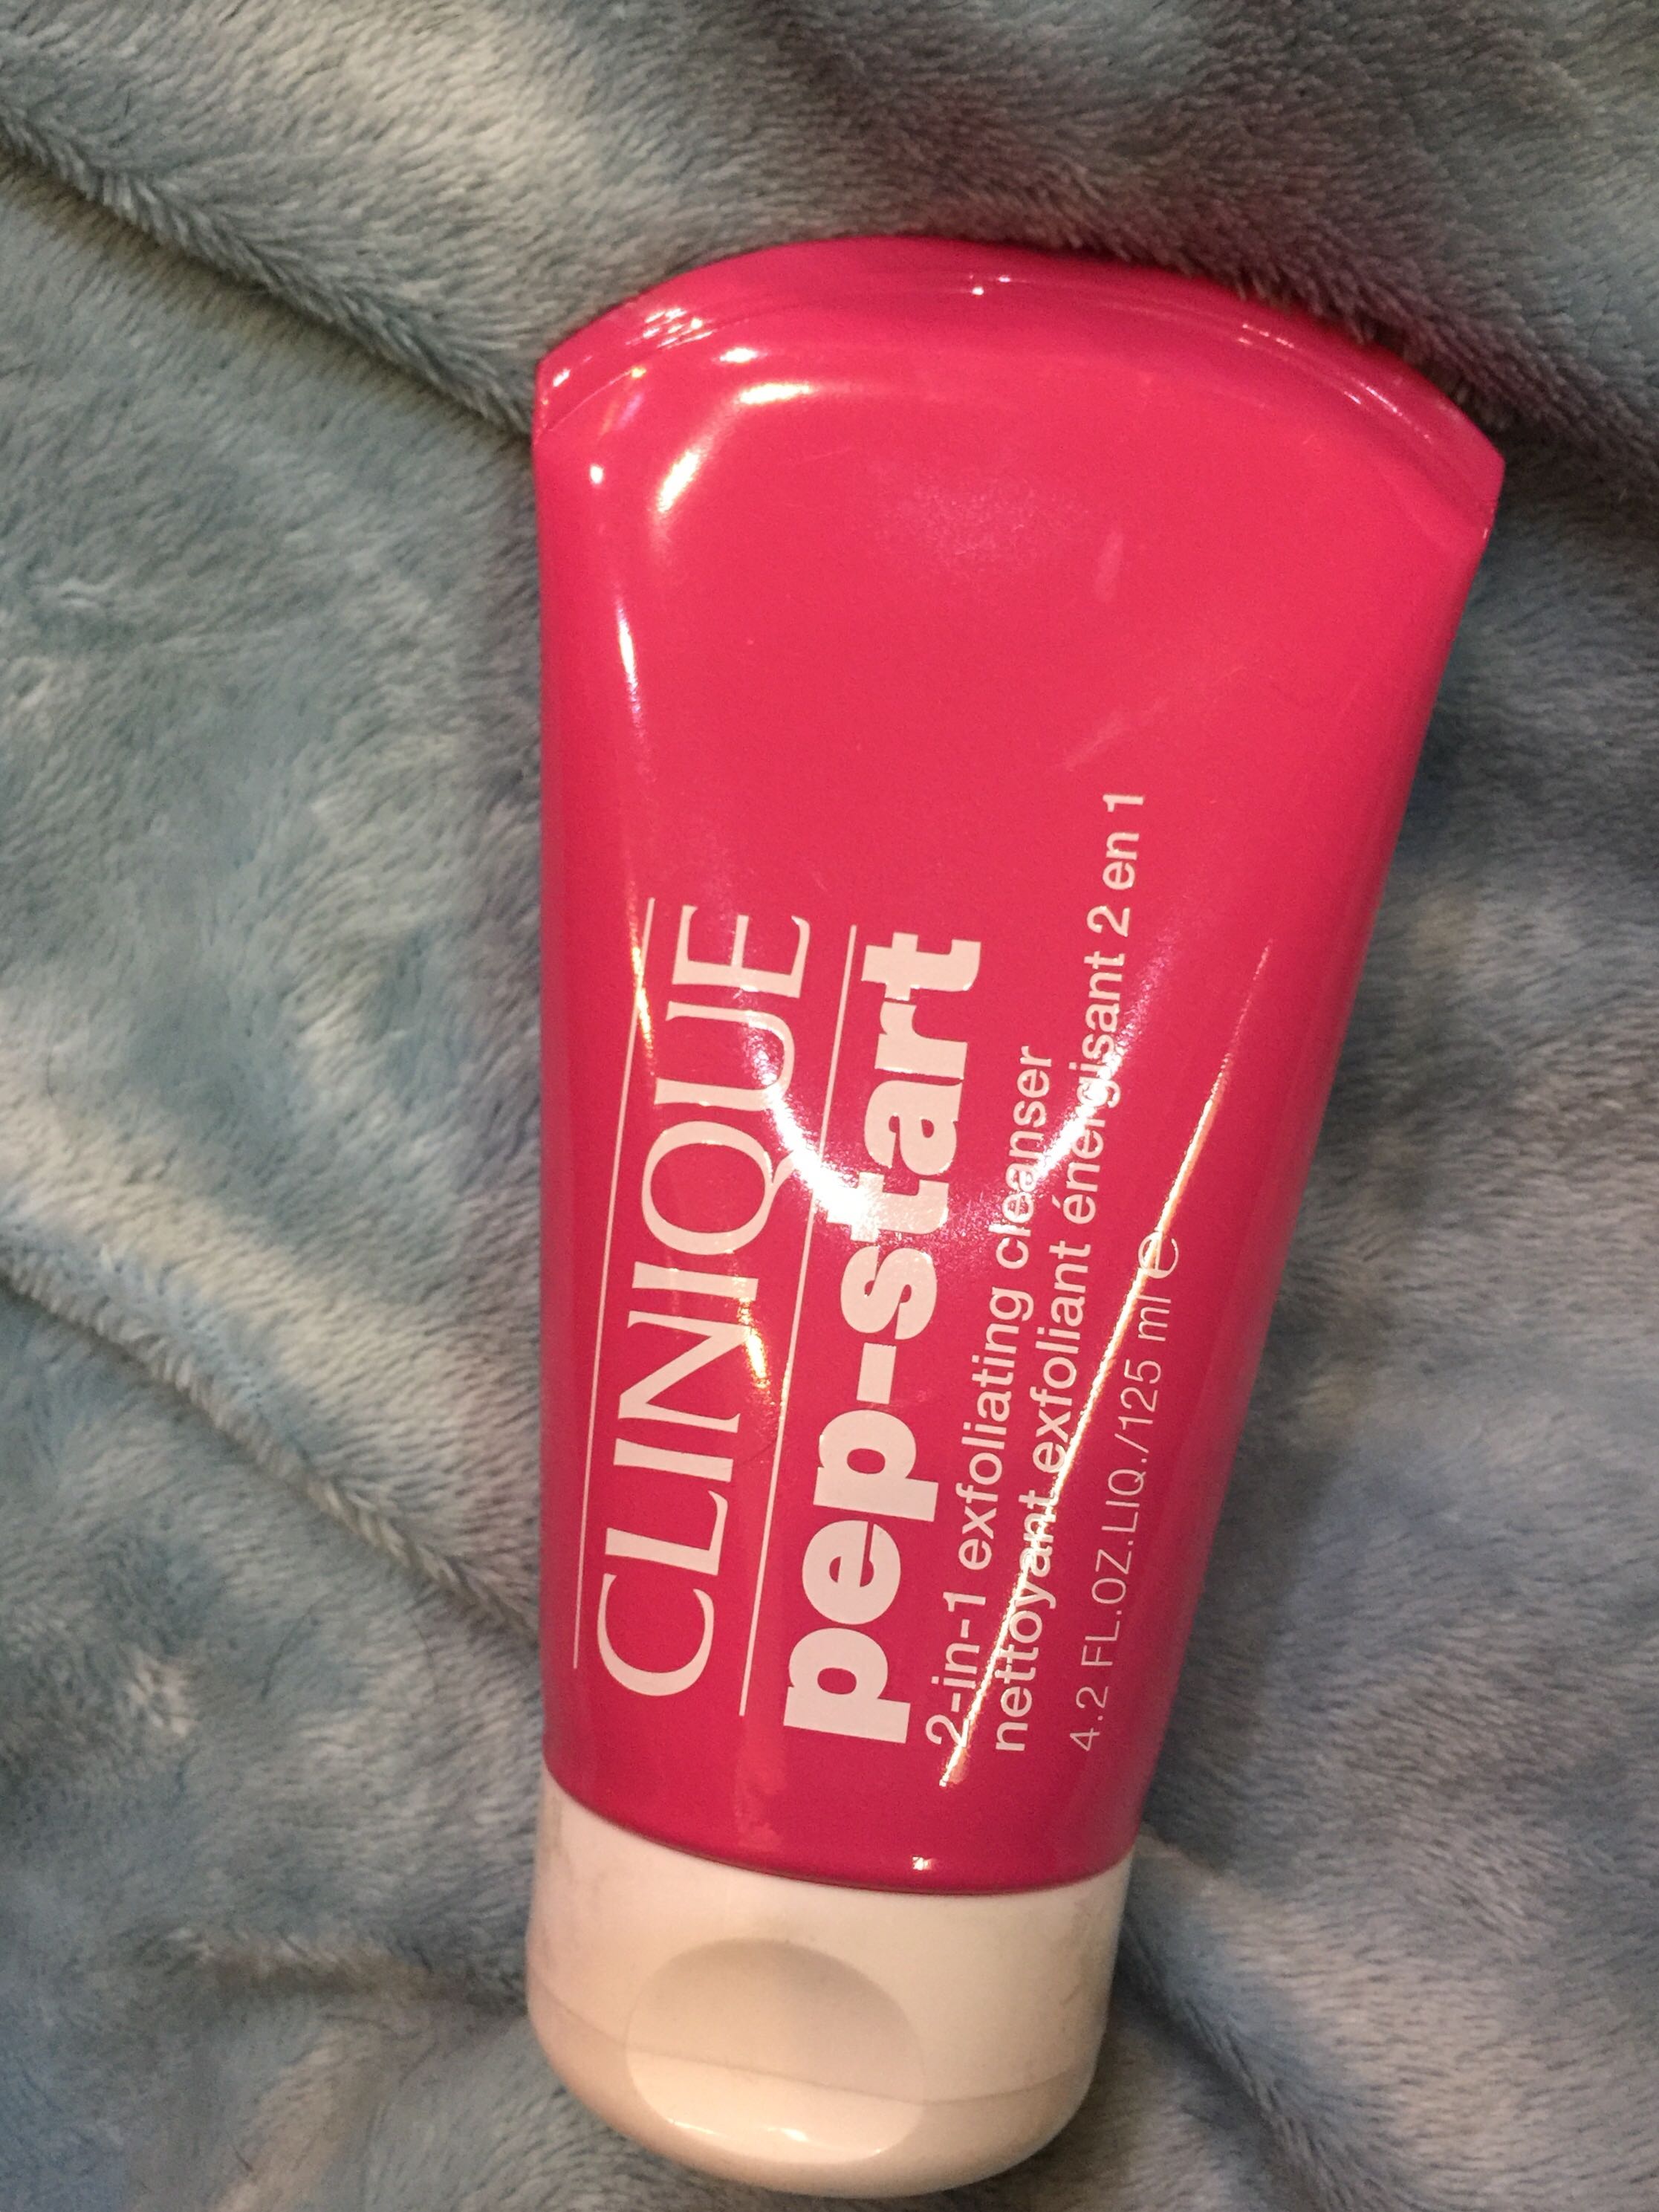 CLINIQUE
pep-start
2-in-1 exfoliating cleanser
nettoyant exfoliant énergisant 2 en 1
4.2 FL.OZ.LIQ./125 ml ℮